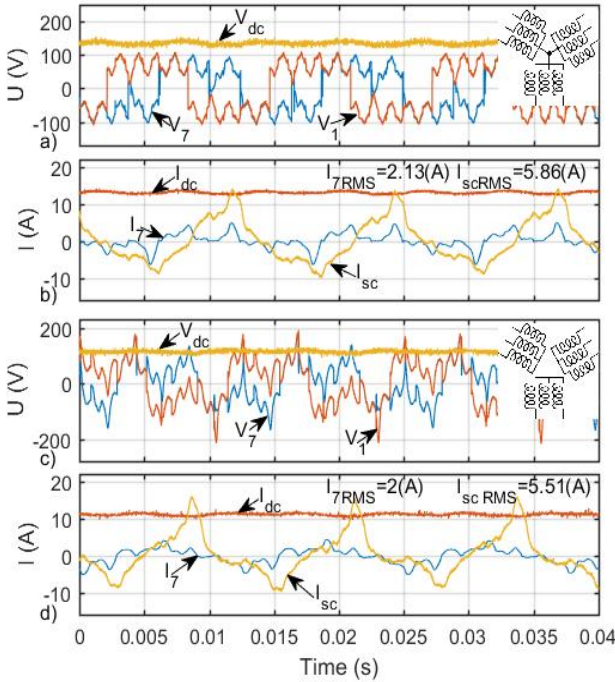 200
V_dc
U (V)
100
0
-100
V_7
V_1
a)
20
I_dc
I_7RMS=2.13(A)
I_scRMS=5.86(A)
I (A)
10
I_7
0
-10
I_sc
b)
200
V_dc
U (V)
0
-200
V_7
V_1
c)
20
I_dc
I_7RMS=2(A)
I_sc RMS=5.51(A)
I (A)
10
0
I_7
-10
I_sc
d)
0
0.005
0.01
0.015
0.02
0.025
0.03
0.035
0.04
Time (s)